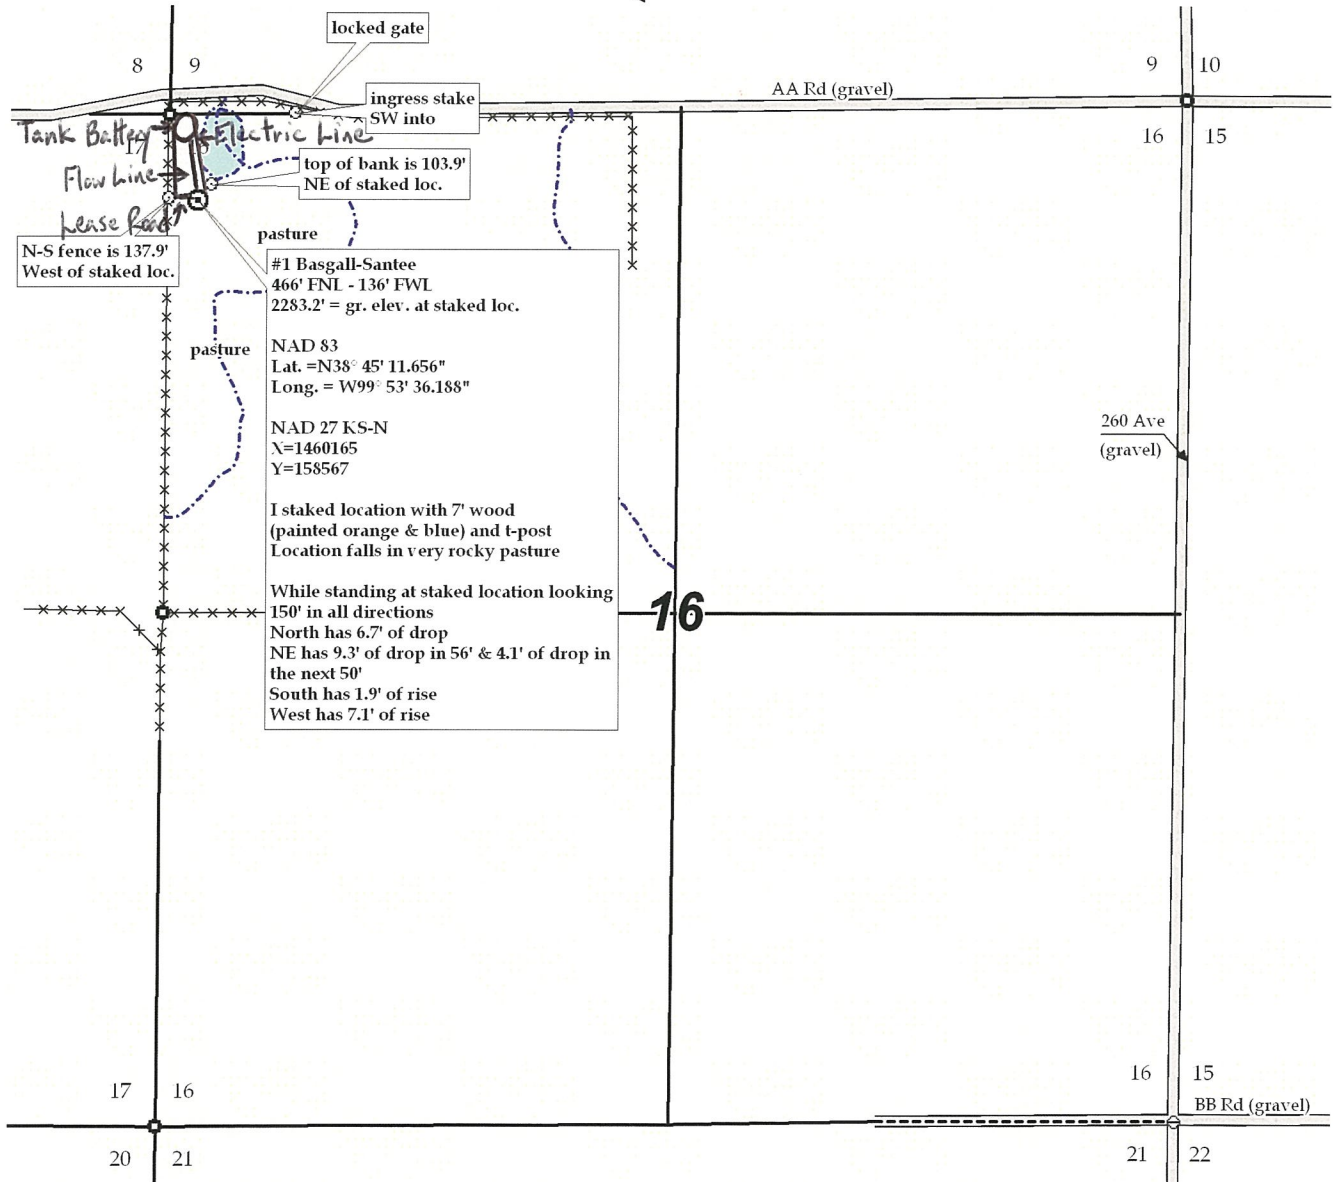 locked gate
8 9
9 10
AA Rd (gravel)
ingress stake
SW into
Tank Battery
Electric Line
17
16 15
top of bank is 103.9'
NE of staked loc.
Flow Line
Lease Road
N-S fence is 137.9'
West of staked loc.
pasture
#1 Basgall-Santee
466' FNL - 136' FWL
2283.2' = gr. elev. at staked loc.
NAD 83
Lat. =N38° 45' 11.656"
Long. = W99° 53' 36.188"
NAD 27 KS-N
X=1460165
Y=158567
I staked location with 7' wood
(painted orange & blue) and t-post
Location falls in very rocky pasture
While standing at staked location looking
150' in all directions
North has 6.7' of drop
NE has 9.3' of drop in 56' & 4.1' of drop in
the next 50'
South has 1.9' of rise
West has 7.1' of rise
pasture
260 Ave
(gravel)
16
17 16
16 15
BB Rd (gravel)
20 21
21 22